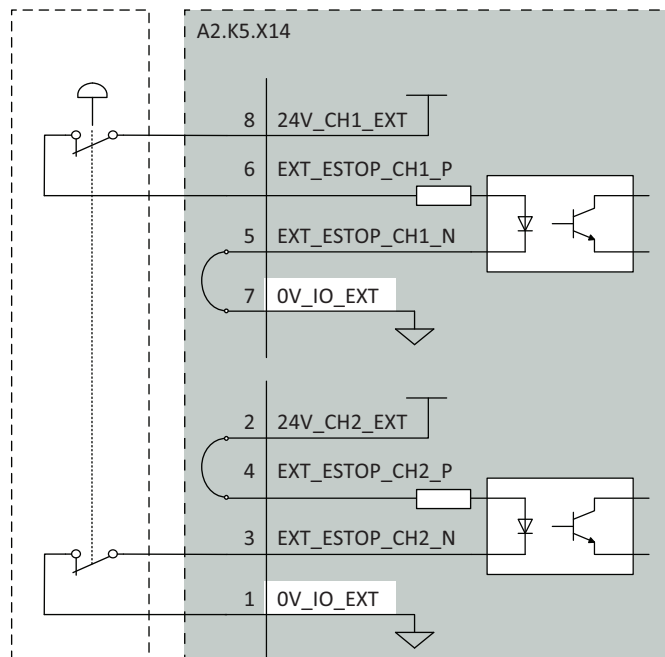 A2.K5.X14
8 24V_CH1_EXT
6 EXT_ESTOP_CH1_P
5 EXT_ESTOP_CH1_N
7 0V_IO_EXT
2 24V_CH2_EXT
4 EXT_ESTOP_CH2_P
3 EXT_ESTOP_CH2_N
1 0V_IO_EXT